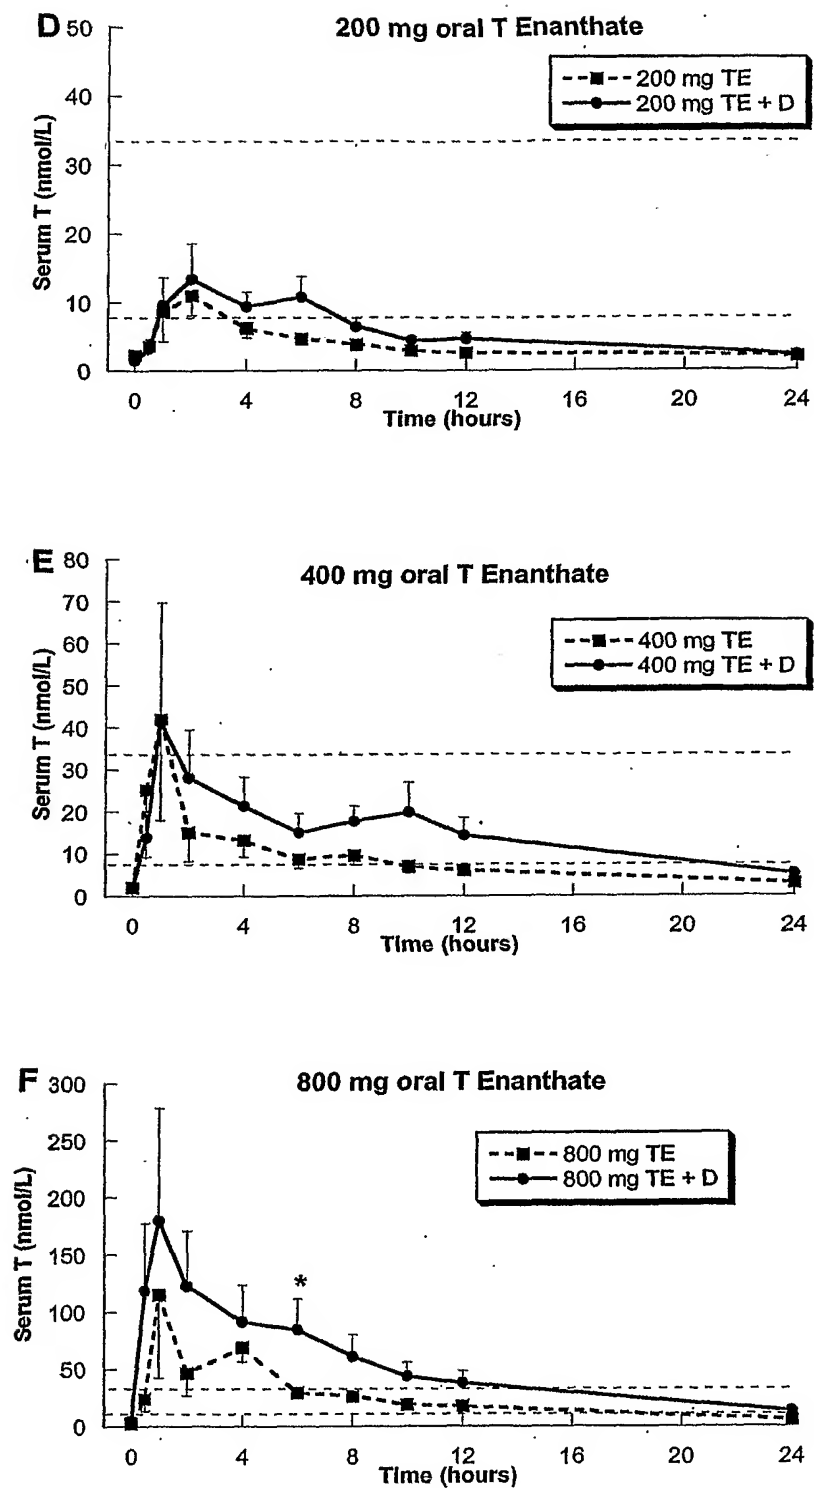 D
200 mg oral T Enanthate
50
40
30
20
10
0
Serum T (nmol/L)
200 mg TE
200 mg TE + D
0 4 8 12 16 20 24
Time (hours)
E
400 mg oral T Enanthate
80
70
60
50
40
30
20
10
0
Serum T (nmol/L)
400 mg TE
400 mg TE + D
0 4 8 12 16 20 24
Time (hours)
F
800 mg oral T Enanthate
300
250
200
150
100
50
0
Serum T (nmol/L)
800 mg TE
800 mg TE + D
*
0 4 8 12 16 20 24
Time (hours)